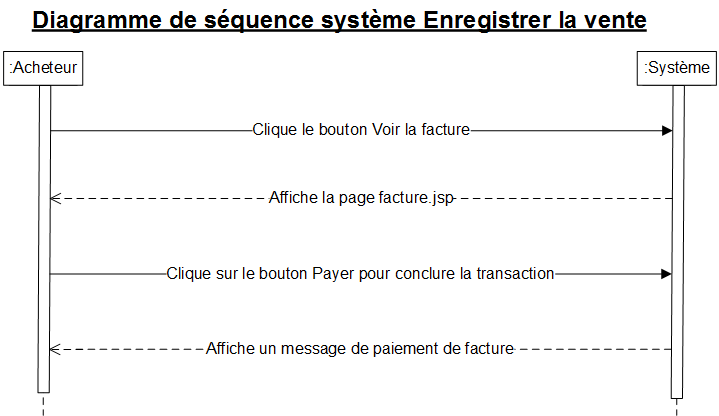 Diagramme de séquence système Enregistrer la vente
:Acheteur
:Système
Clique le bouton Voir la facture
Affiche la page facture.jsp
Clique sur le bouton Payer pour conclure la transaction
Affiche un message de paiement de facture